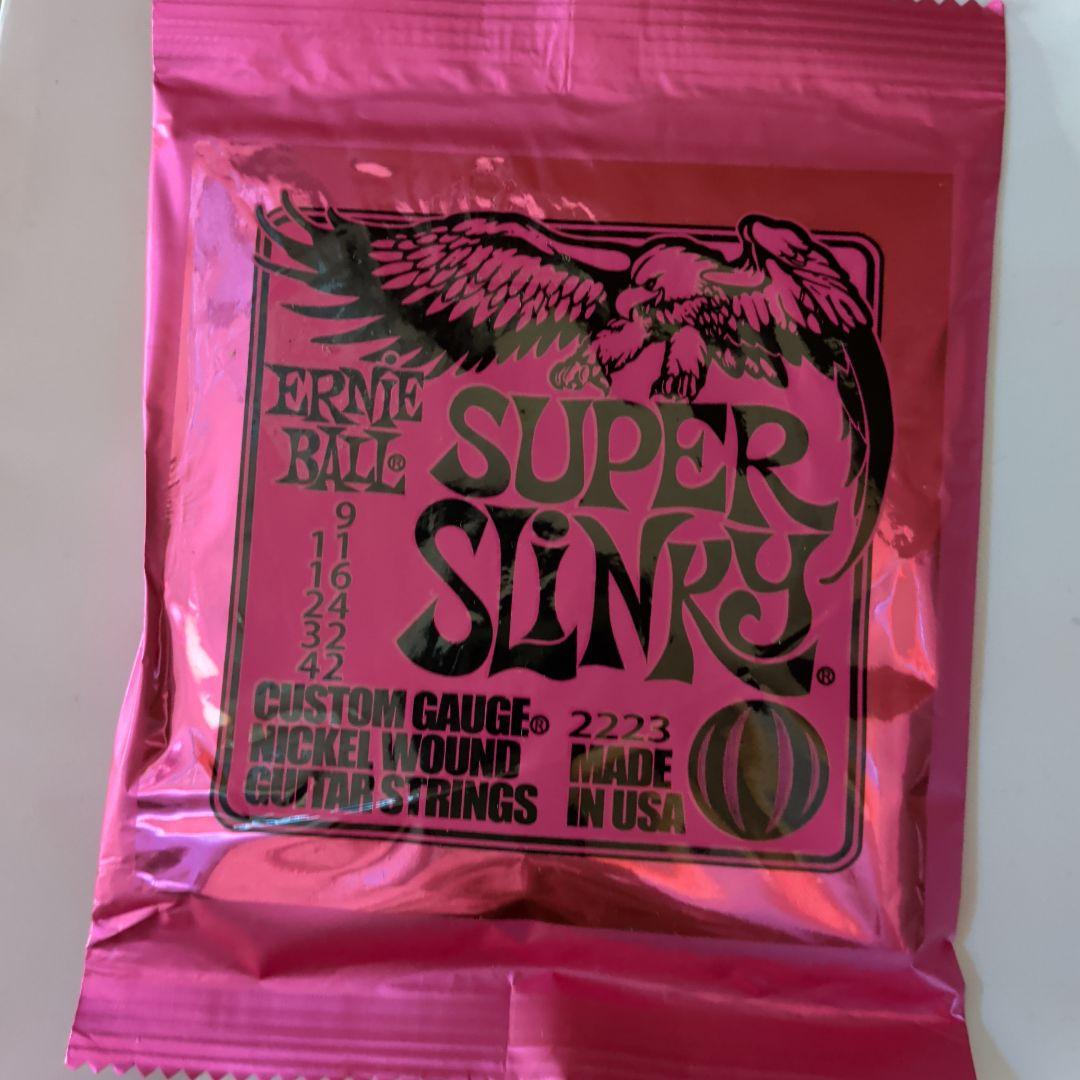 ERNiE
BALL®
SUPER
SLiNKY®
9
11
16
24
32
42
CUSTOM GAUGE®
NICKEL WOUND
GUITAR STRINGS
2223
MADE
IN USA